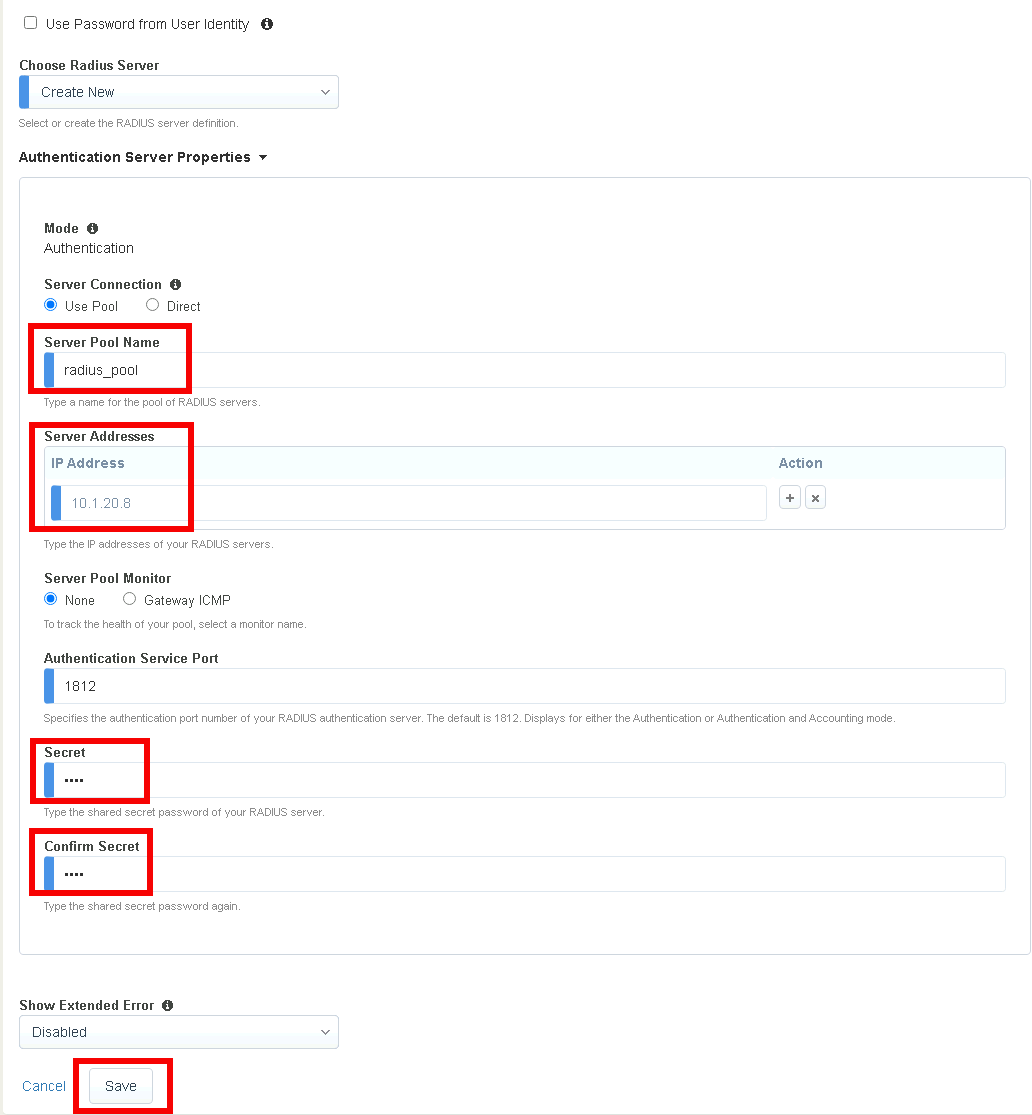 Use Password from User Identity
Choose Radius Server
Create New
Select or create the RADIUS server definition.
Authentication Server Properties
Mode
Authentication
Server Connection
Use Pool Direct
Server Pool Name
radius_pool
Type a name for the pool of RADIUS servers.
Server Addresses
IP Address Action
10.1.20.8 + x
Type the IP addresses of your RADIUS servers.
Server Pool Monitor
None Gateway ICMP
To track the health of your pool, select a monitor name.
Authentication Service Port
1812
Specifies the authentication port number of your RADIUS authentication server. The default is 1812. Displays for either the Authentication or Authentication and Accounting mode.
Secret
••••
Type the shared secret password of your RADIUS server.
Confirm Secret
••••
Type the shared secret password again.
Show Extended Error
Disabled
Cancel Save